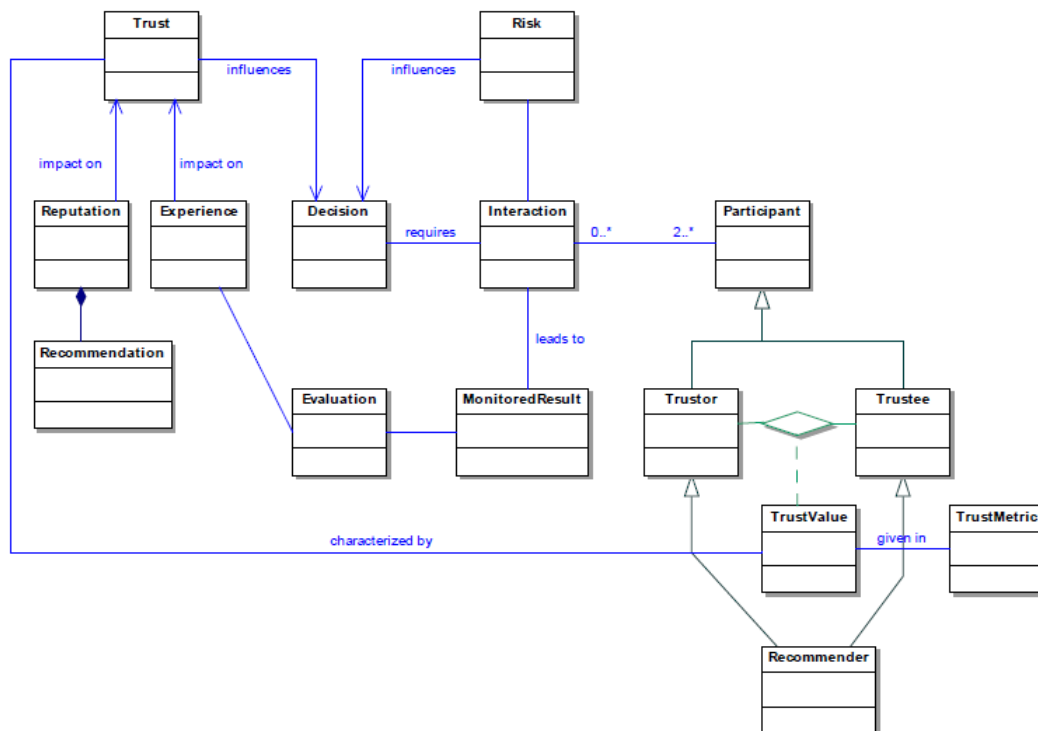 Trust
Risk
influences
influences
impact on
impact on
Reputation
Experience
Decision
Interaction
Participant
requires
0..*
2..*
leads to
Recommendation
Evaluation
MonitoredResult
Trustor
Trustee
TrustValue
TrustMetric
characterized by
given in
Recommender